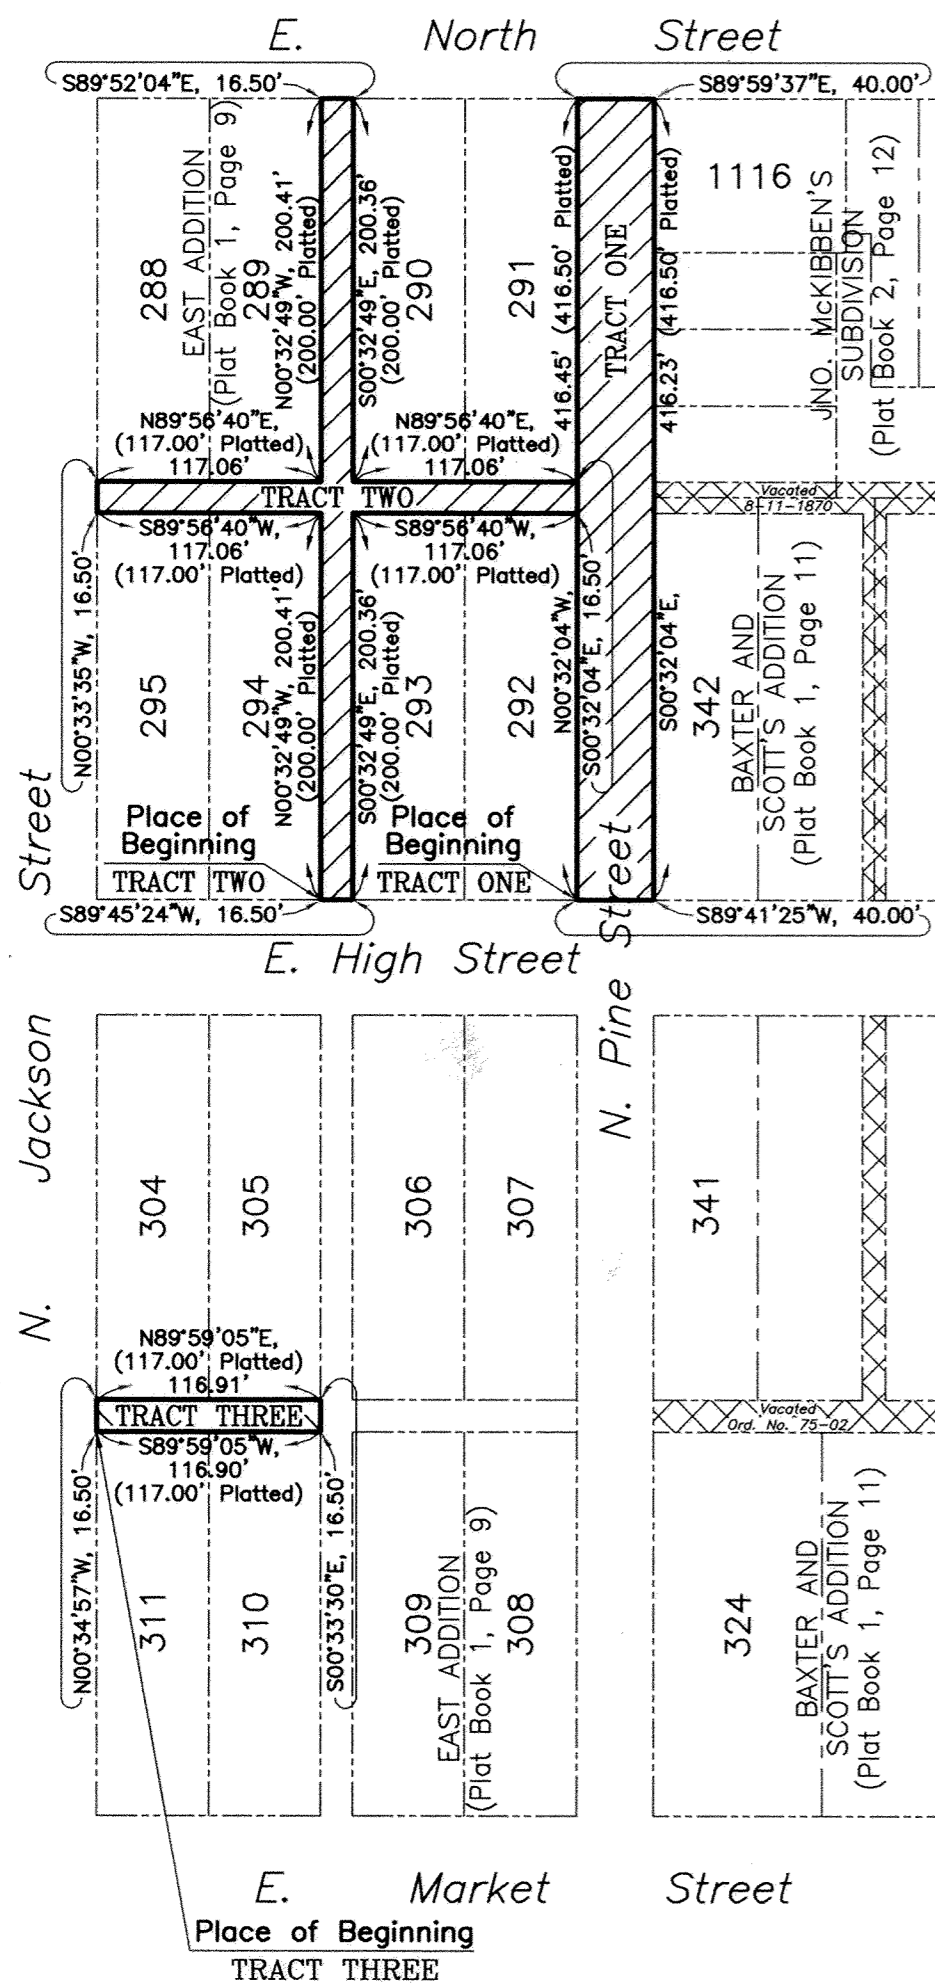 E. North Street
S89°52'04"E, 16.50'
S89°59'37"E, 40.00'
288
EAST ADDITION
(Plat Book 1, Page 9)
289
N00°32'49"W, 200.41'
(200.00' Platted)
S00°32'49"E, 200.36'
(200.00' Platted)
290
291
416.45' (416.50' Platted)
TRACT ONE
416.23' (416.50' Platted)
1116
JNO. McKIBBEN'S
SUBDIVISION
(Plat Book 2, Page 12)
N89°56'40"E,
(117.00' Platted)
117.06'
N89°56'40"E,
(117.00' Platted)
117.06'
TRACT TWO
Vacated
8-11-1870
S89°56'40"W,
117.06'
(117.00' Platted)
S89°56'40"W,
117.06'
(117.00' Platted)
N00°33'35"W, 16.50'
295
294
N00°32'49"W, 200.41'
(200.00' Platted)
S00°32'49"E, 200.36'
(200.00' Platted)
293
292
N00°32'04"W,
S00°32'04"E, 16.50'
S00°32'04"E,
342
BAXTER AND
SCOTT'S ADDITION
(Plat Book 1, Page 11)
Place of
Beginning
TRACT TWO
Place of
Beginning
TRACT ONE
S89°45'24"W, 16.50'
S89°41'25"W, 40.00'
E. High Street
N. Jackson Street
N. Pine Street
304
305
306
307
341
N89°59'05"E,
(117.00' Platted)
116.91'
TRACT THREE
S89°59'05"W,
116.90'
(117.00' Platted)
Vacated
Ord. No. 75-02
N00°34'57"W, 16.50'
311
310
S00°33'30"E, 16.50'
309
EAST ADDITION
(Plat Book 1, Page 9)
308
324
BAXTER AND
SCOTT'S ADDITION
(Plat Book 1, Page 11)
E. Market Street
Place of Beginning
TRACT THREE